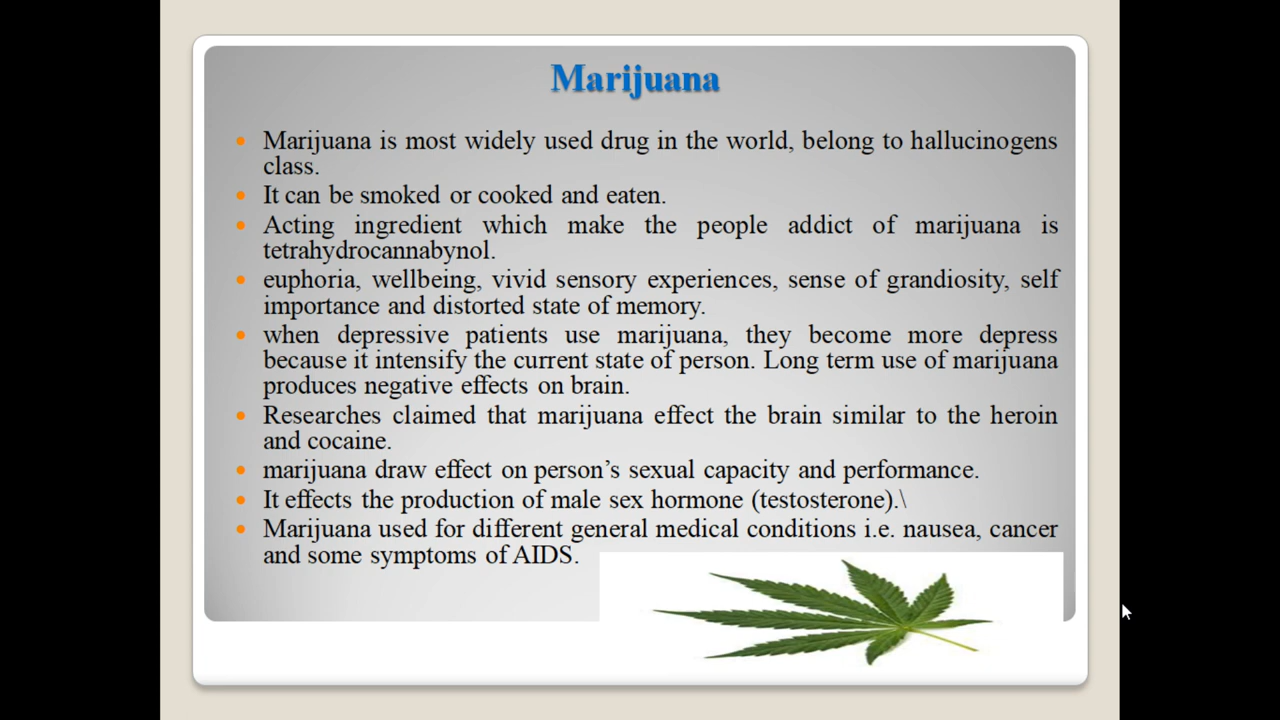 Marijuana
• Marijuana is most widely used drug in the world, belong to hallucinogens
class.
• It can be smoked or cooked and eaten.
• Acting ingredient which make the people addict of marijuana is
tetrahydrocannabynol.
• euphoria, wellbeing, vivid sensory experiences, sense of grandiosity, self
importance and distorted state of memory.
• when depressive patients use marijuana, they become more depress
because it intensify the current state of person. Long term use of marijuana
produces negative effects on brain.
• Researches claimed that marijuana effect the brain similar to the heroin
and cocaine.
• marijuana draw effect on person’s sexual capacity and performance.
• It effects the production of male sex hormone (testosterone).\
• Marijuana used for different general medical conditions i.e. nausea, cancer
and some symptoms of AIDS.